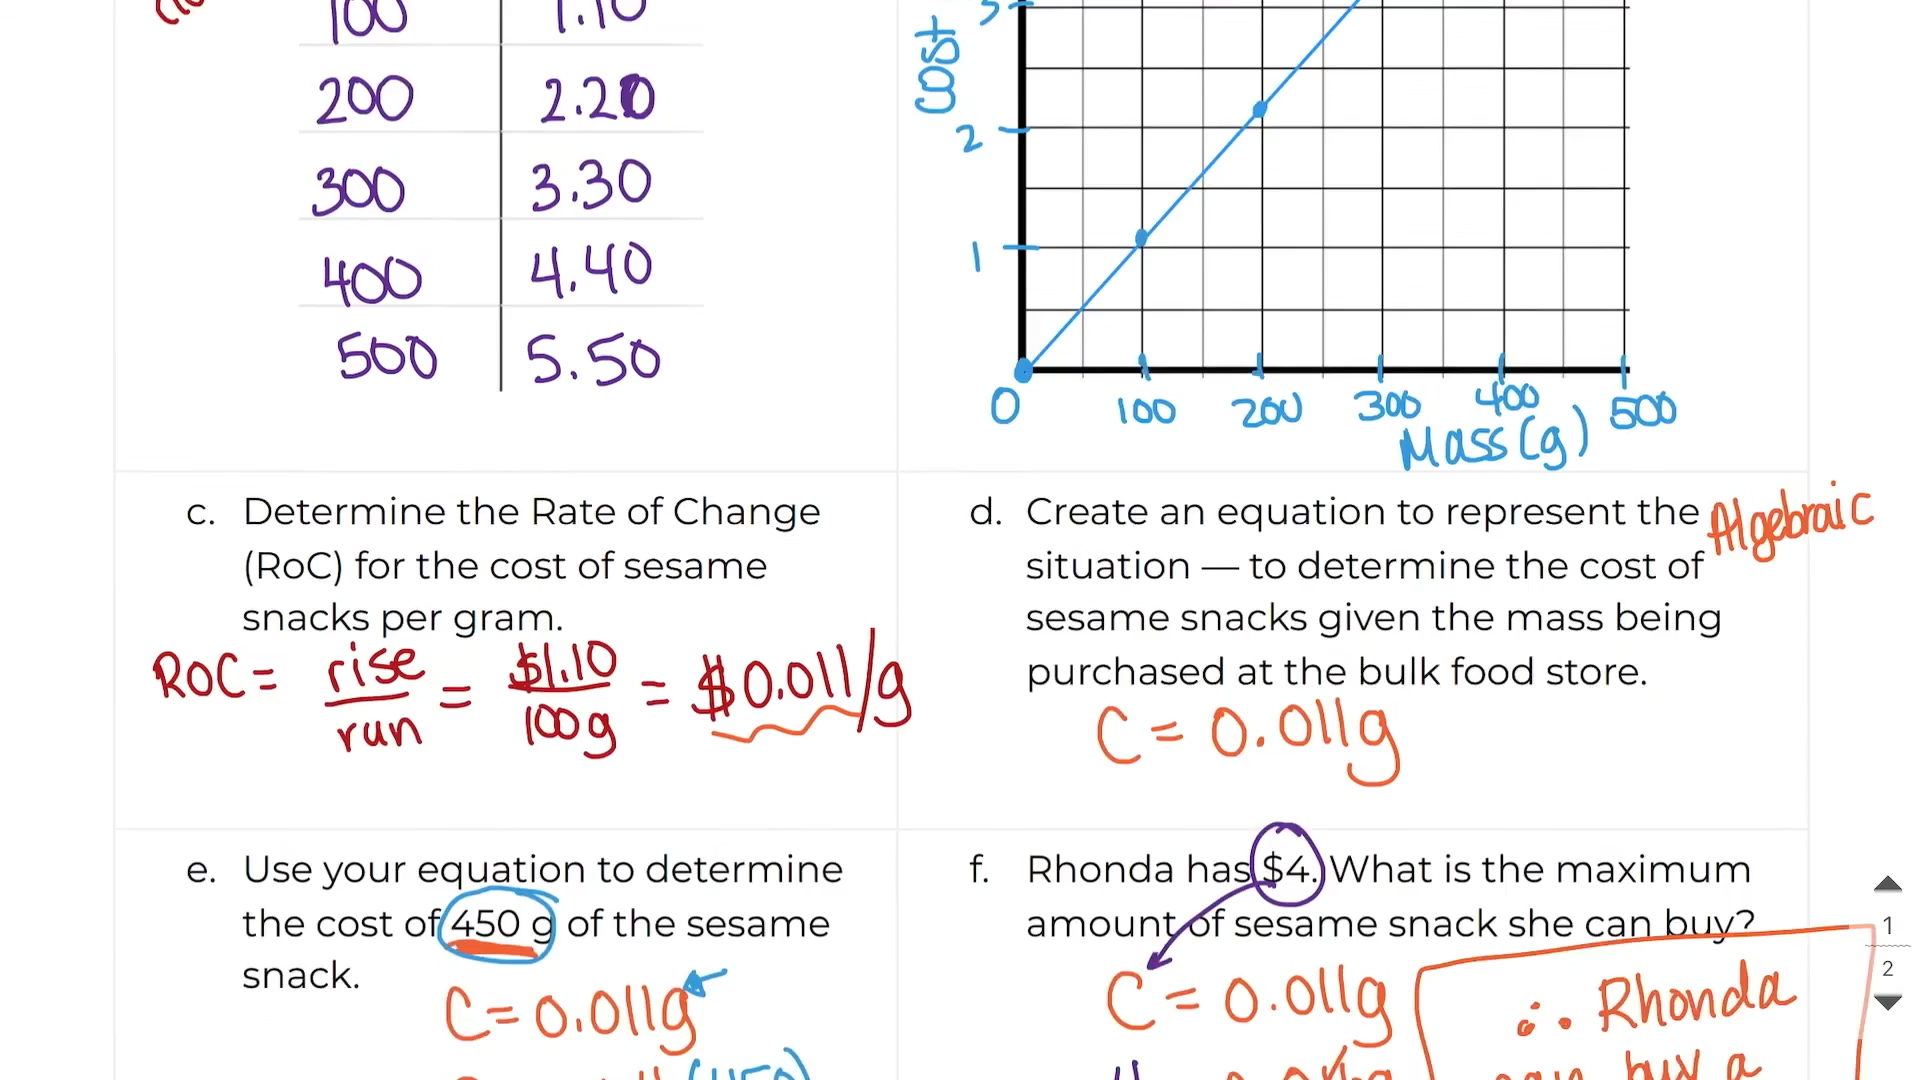 100 1.10
200 2.20
300 3.30
400 4.40
500 5.50
cost
3
2
1
0 100 200 300 400 500
Mass (g)
c. Determine the Rate of Change
(RoC) for the cost of sesame
snacks per gram.
RoC = rise/run = $1.10/100g = $0.011/g
d. Create an equation to represent the
situation — to determine the cost of
sesame snacks given the mass being
purchased at the bulk food store.
Algebraic
C = 0.011g
e. Use your equation to determine
the cost of 450 g of the sesame
snack.
C = 0.011g
(450)
f. Rhonda has $4. What is the maximum
amount of sesame snack she can buy?
C = 0.011g
∴ Rhonda
can buy a
1
2